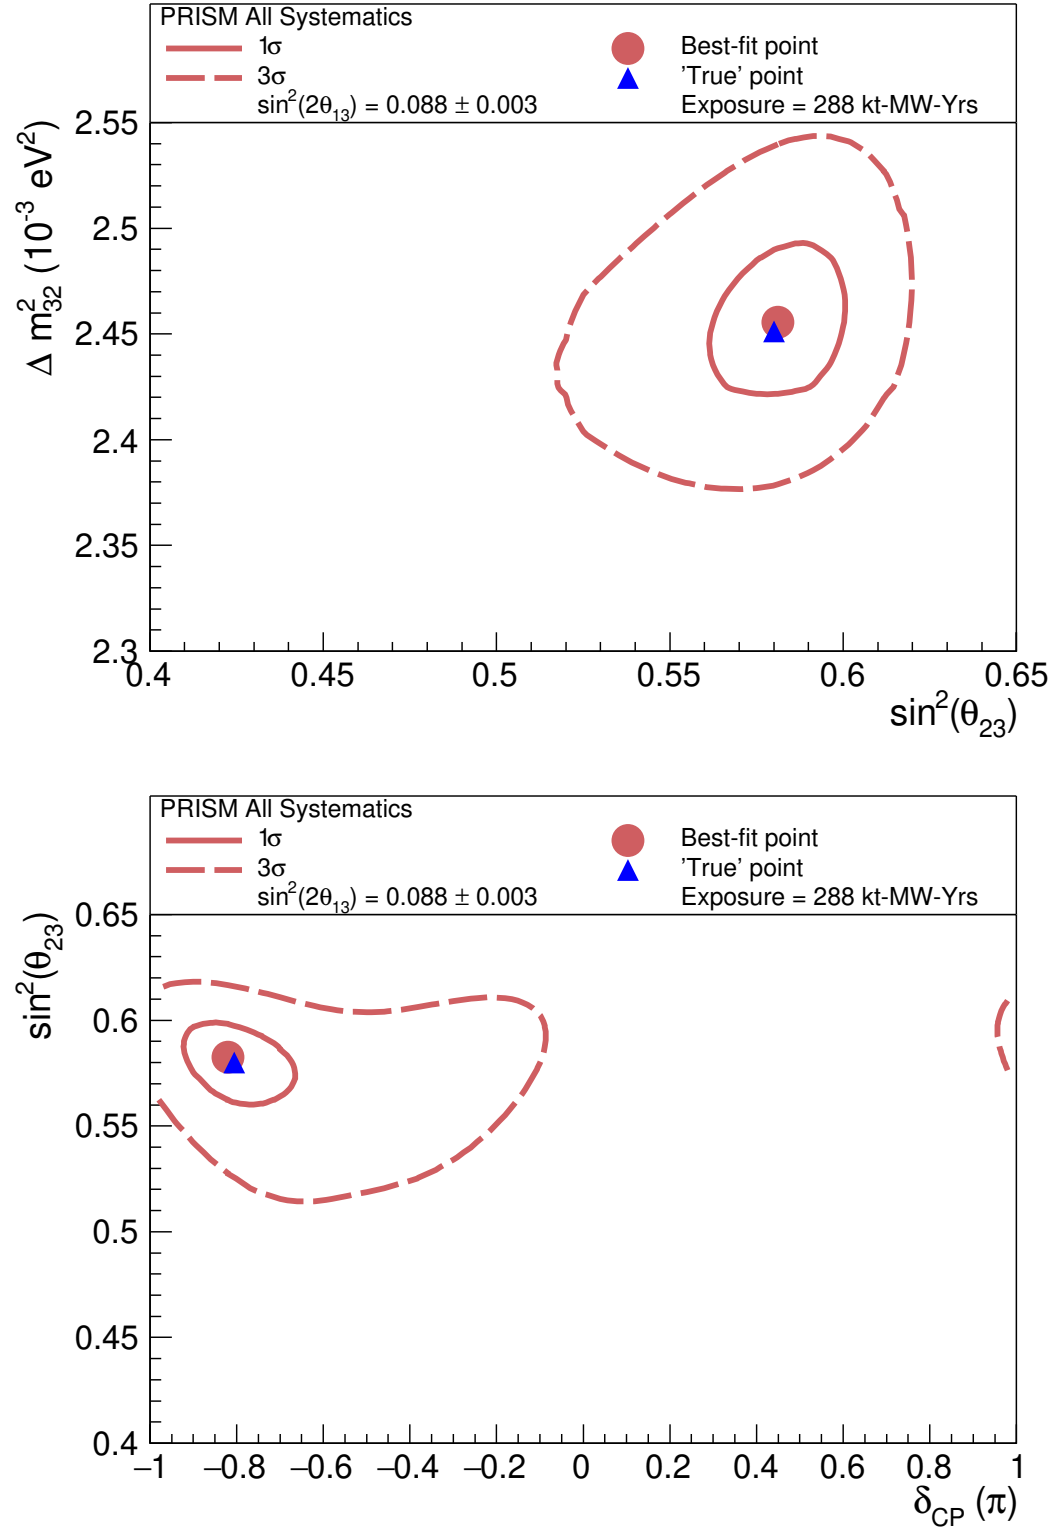 PRISM All Systematics
1σ
3σ
sin²(2θ₁₃) = 0.088 ± 0.003
Best-fit point
'True' point
Exposure = 288 kt-MW-Yrs
Δ m²₃₂ (10⁻³ eV²)
2.55
2.5
2.45
2.4
2.35
2.3
0.4 0.45 0.5 0.55 0.6 0.65
sin²(θ₂₃)
PRISM All Systematics
1σ
3σ
sin²(2θ₁₃) = 0.088 ± 0.003
Best-fit point
'True' point
Exposure = 288 kt-MW-Yrs
sin²(θ₂₃)
0.65
0.6
0.55
0.5
0.45
0.4
−1 −0.8 −0.6 −0.4 −0.2 0 0.2 0.4 0.6 0.8 1
δ_CP (π)